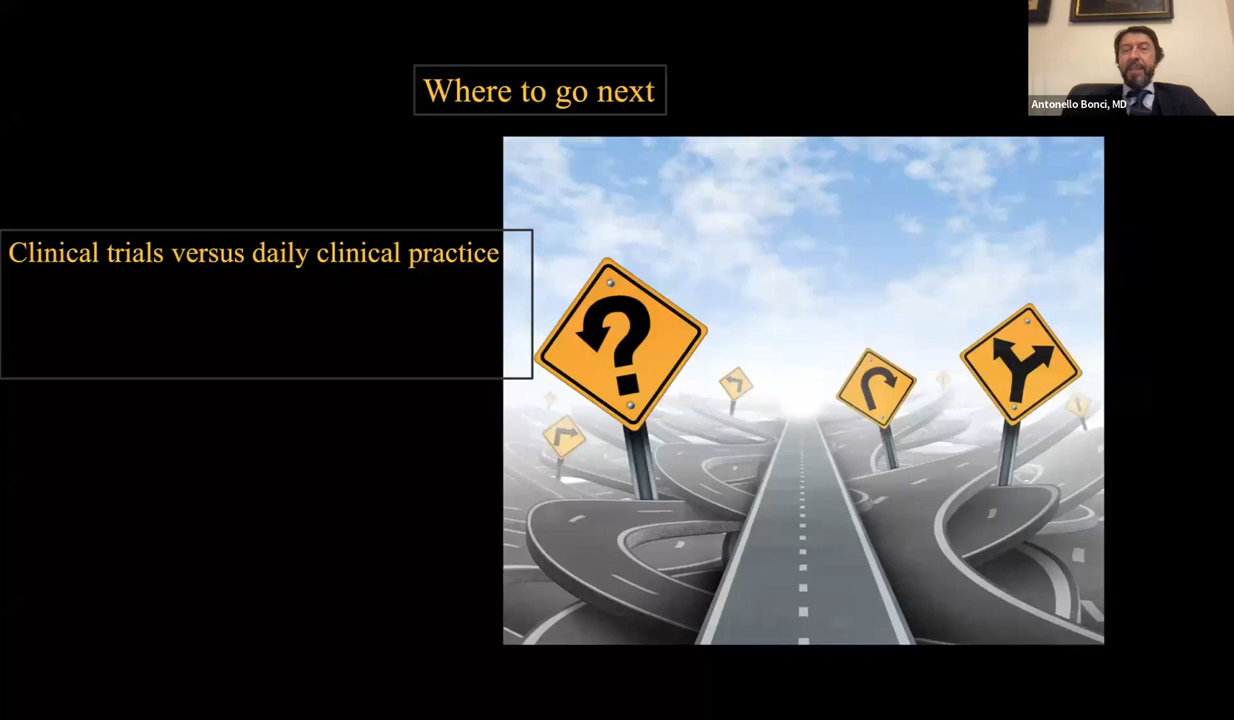 Where to go next
Antonello Bonci, MD
Clinical trials versus daily clinical practice